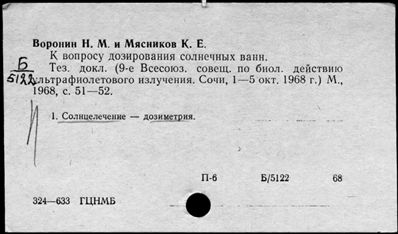 Воронин Н. М. и Мясников К. Е.
К вопросу дозирования солнечных ванн.
Б
5122
Тез. докл. (9-е Всесоюз. совещ. по биол. действию
ультрафиолетового излучения. Сочи, 1—5 окт. 1968 г.) М.,
1968, с. 51—52.
1. Солнцелечение — дозиметрия.
П-6 Б/5122 68
324—633 ГЦНМБ